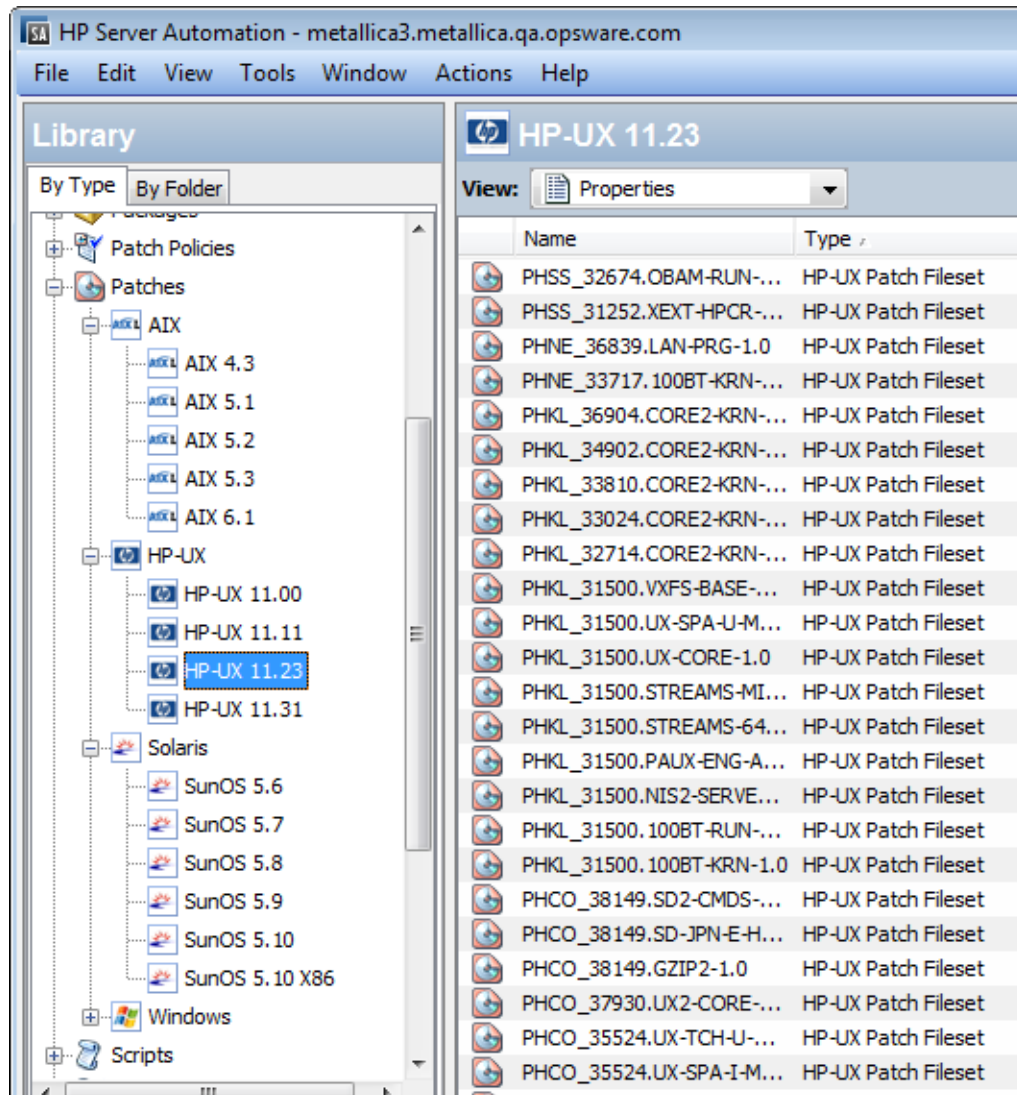 HP Server Automation - metallica3.metallica.qa.opsware.com
File Edit View Tools Window Actions Help
Library
By Type By Folder
Packages
Patch Policies
Patches
AIX
AIX 4.3
AIX 5.1
AIX 5.2
AIX 5.3
AIX 6.1
HP-UX
HP-UX 11.00
HP-UX 11.11
HP-UX 11.23
HP-UX 11.31
Solaris
SunOS 5.6
SunOS 5.7
SunOS 5.8
SunOS 5.9
SunOS 5.10
SunOS 5.10 X86
Windows
Scripts
HP-UX 11.23
View: Properties
Name Type
PHSS_32674.OBAM-RUN-... HP-UX Patch Fileset
PHSS_31252.XEXT-HPCR-... HP-UX Patch Fileset
PHNE_36839.LAN-PRG-1.0 HP-UX Patch Fileset
PHNE_33717.100BT-KRN-... HP-UX Patch Fileset
PHKL_36904.CORE2-KRN-... HP-UX Patch Fileset
PHKL_34902.CORE2-KRN-... HP-UX Patch Fileset
PHKL_33810.CORE2-KRN-... HP-UX Patch Fileset
PHKL_33024.CORE2-KRN-... HP-UX Patch Fileset
PHKL_32714.CORE2-KRN-... HP-UX Patch Fileset
PHKL_31500.VXFS-BASE-... HP-UX Patch Fileset
PHKL_31500.UX-SPA-U-M... HP-UX Patch Fileset
PHKL_31500.UX-CORE-1.0 HP-UX Patch Fileset
PHKL_31500.STREAMS-MI... HP-UX Patch Fileset
PHKL_31500.STREAMS-64... HP-UX Patch Fileset
PHKL_31500.PAUX-ENG-A... HP-UX Patch Fileset
PHKL_31500.NIS2-SERVE... HP-UX Patch Fileset
PHKL_31500.100BT-RUN-... HP-UX Patch Fileset
PHKL_31500.100BT-KRN-1.0 HP-UX Patch Fileset
PHCO_38149.SD2-CMDS-... HP-UX Patch Fileset
PHCO_38149.SD-JPN-E-H... HP-UX Patch Fileset
PHCO_38149.GZIP2-1.0 HP-UX Patch Fileset
PHCO_37930.UX2-CORE-... HP-UX Patch Fileset
PHCO_35524.UX-TCH-U-... HP-UX Patch Fileset
PHCO_35524.UX-SPA-I-M... HP-UX Patch Fileset